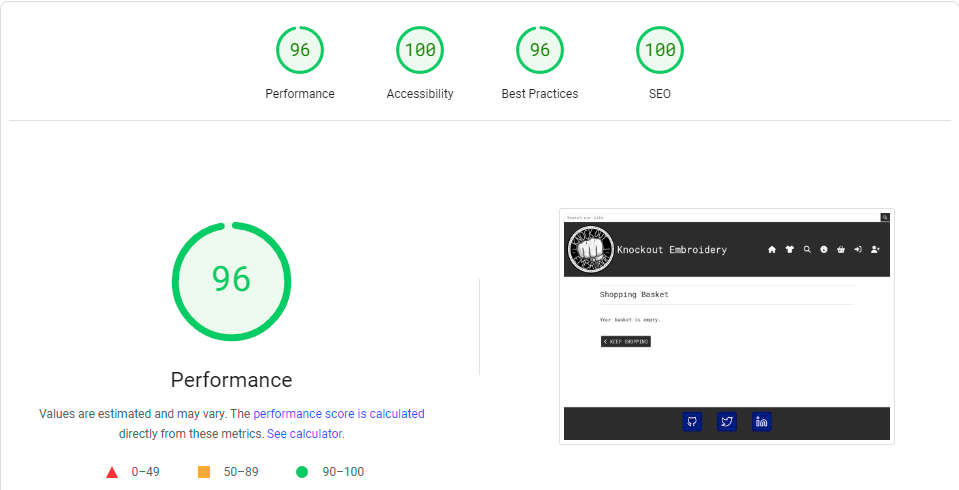 96
100
96
100
Performance
Accessibility
Best Practices
SEO
Search our site
KNOCKOUT
Knockout Embroidery
EMBROIDERY
96
Shopping Basket
Your basket is empty.
KEEP SHOPPING
Performance
Values are estimated and may vary. The performance score is calculated
directly from these metrics. See calculator.
0–49
50–89
90–100